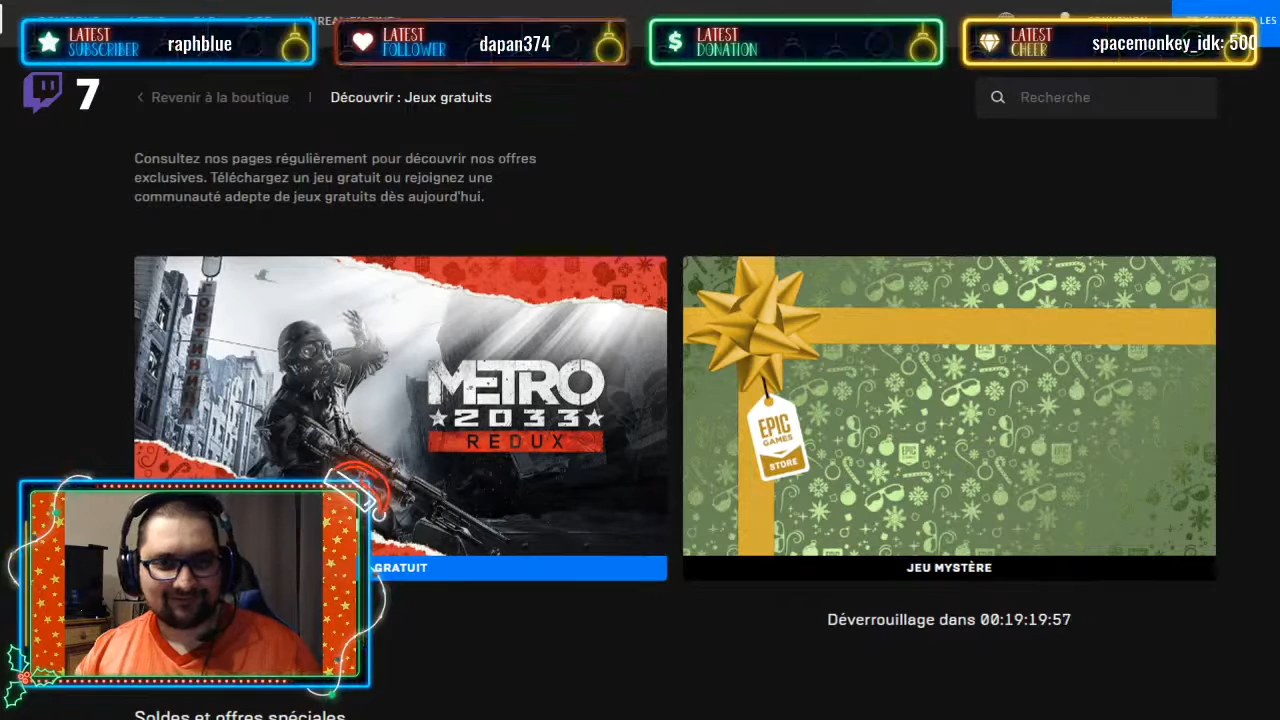 UNREAL ENGINE
LATEST
SUBSCRIBER
raphblue
LATEST
FOLLOWER
dapan374
LATEST
DONATION
LATEST
CHEER
spacemonkey_idk: 500
7
Revenir à la boutique
Découvrir : Jeux gratuits
Recherche
Consultez nos pages régulièrement pour découvrir nos offres
exclusives. Téléchargez un jeu gratuit ou rejoignez une
communauté adepte de jeux gratuits dès aujourd'hui.
METRO
2033
REDUX
EPIC
GAMES
STORE
GRATUIT
JEU MYSTÈRE
Déverrouillage dans 00:19:19:57
Soldes et offres spéciales